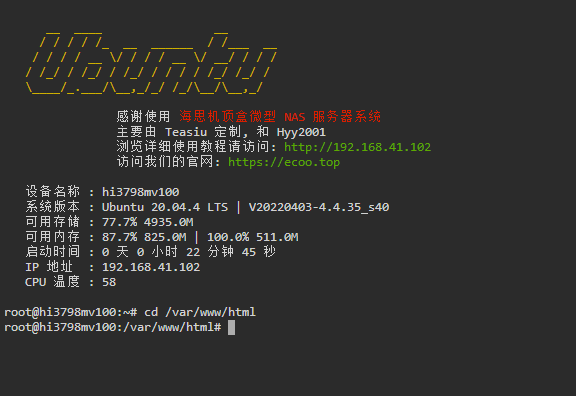 Ubuntu
感谢使用 海思机顶盒微型 NAS 服务器系统
主要由 Teasiu 定制, 和 Hyy2001
浏览详细使用教程请访问: http://192.168.41.102
访问我们的官网: https://ecoo.top
设备名称 : hi3798mv100
系统版本 : Ubuntu 20.04.4 LTS | V20220403-4.4.35_s40
可用存储 : 77.7% 4935.0M
可用内存 : 87.7% 825.0M | 100.0% 511.0M
启动时间 : 0 天 0 小时 22 分钟 45 秒
IP 地址 : 192.168.41.102
CPU 温度 : 58
root@hi3798mv100:~# cd /var/www/html
root@hi3798mv100:/var/www/html#